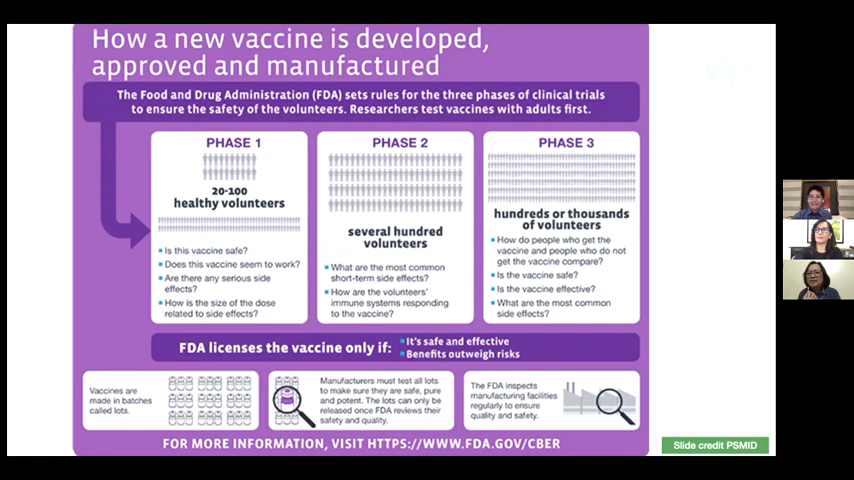 How a new vaccine is developed,
approved and manufactured
The Food and Drug Administration (FDA) sets rules for the three phases of clinical trials
to ensure the safety of the volunteers. Researchers test vaccines with adults first.
PHASE 1
20-100
healthy volunteers
Is this vaccine safe?
Does this vaccine seem to work?
Are there any serious side
effects?
How is the size of the dose
related to side effects?
PHASE 2
several hundred
volunteers
What are the most common
short-term side effects?
How are the volunteers'
immune systems responding
to the vaccine?
PHASE 3
hundreds or thousands
of volunteers
How do people who get the
vaccine and people who do not
get the vaccine compare?
Is the vaccine safe?
Is the vaccine effective?
What are the most common
side effects?
FDA licenses the vaccine only if:
It's safe and effective
Benefits outweigh risks
Vaccines are
made in batches
called lots.
Manufacturers must test all lots
to make sure they are safe, pure
and potent. The lots can only be
released once FDA reviews their
safety and quality.
The FDA inspects
manufacturing facilities
regularly to ensure
quality and safety.
FOR MORE INFORMATION, VISIT HTTPS://WWW.FDA.GOV/CBER
Slide credit PSMID